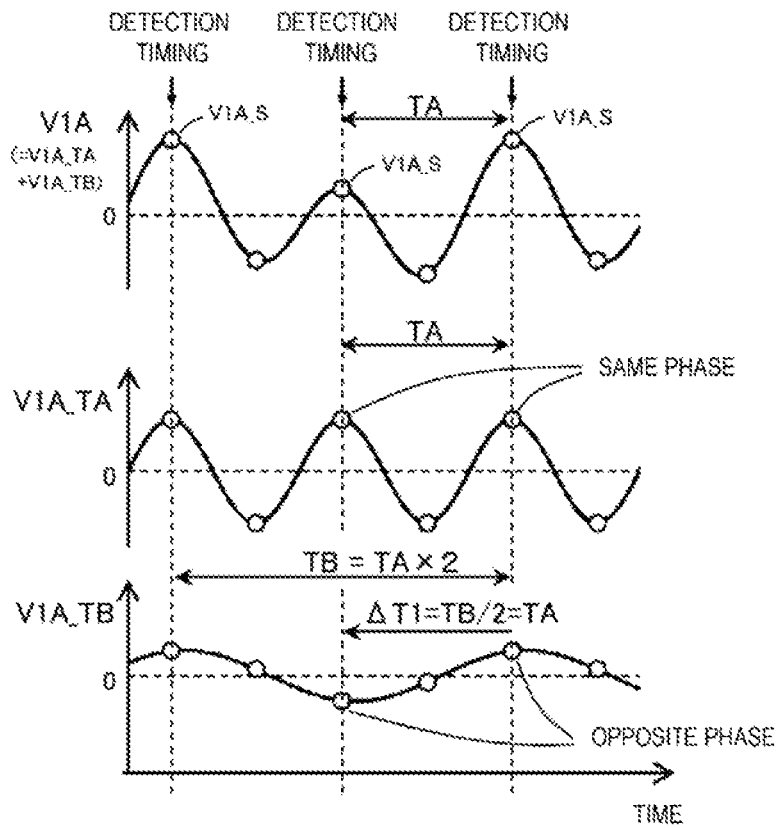 DETECTION DETECTION DETECTION
TIMING TIMING TIMING
V1A_S TA V1A_S
V1A
(=V1A_TA
+V1A_TB)
V1A_S
0
TA
SAME PHASE
V1A_TA
0
TB = TA × 2
V1A_TB
ΔT1=TB/2=TA
0
OPPOSITE PHASE
TIME